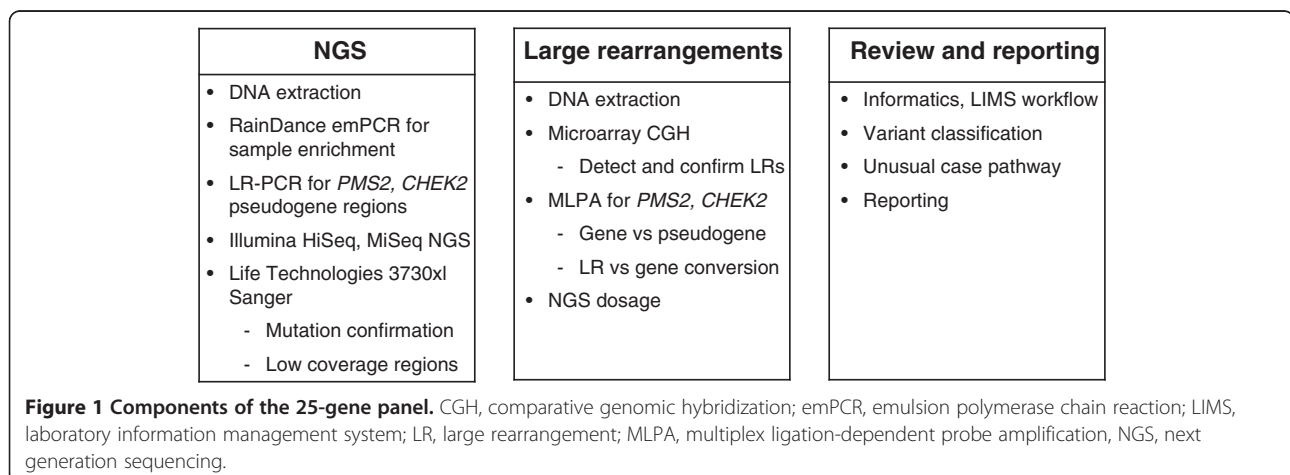 NGS
• DNA extraction
• RainDance emPCR for
sample enrichment
• LR-PCR for PMS2, CHEK2
pseudogene regions
• Illumina HiSeq, MiSeq NGS
• Life Technologies 3730xl
Sanger
- Mutation confirmation
- Low coverage regions
Large rearrangements
• DNA extraction
• Microarray CGH
- Detect and confirm LRs
• MLPA for PMS2, CHEK2
- Gene vs pseudogene
- LR vs gene conversion
• NGS dosage
Review and reporting
• Informatics, LIMS workflow
• Variant classification
• Unusual case pathway
• Reporting
Figure 1 Components of the 25-gene panel. CGH, comparative genomic hybridization; emPCR, emulsion polymerase chain reaction; LIMS,
laboratory information management system; LR, large rearrangement; MLPA, multiplex ligation-dependent probe amplification, NGS, next
generation sequencing.